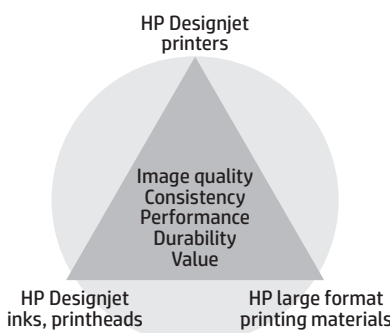 HP Designjet
printers
Image quality
Consistency
Performance
Durability
Value
HP Designjet
inks, printheads
HP large format
printing materials